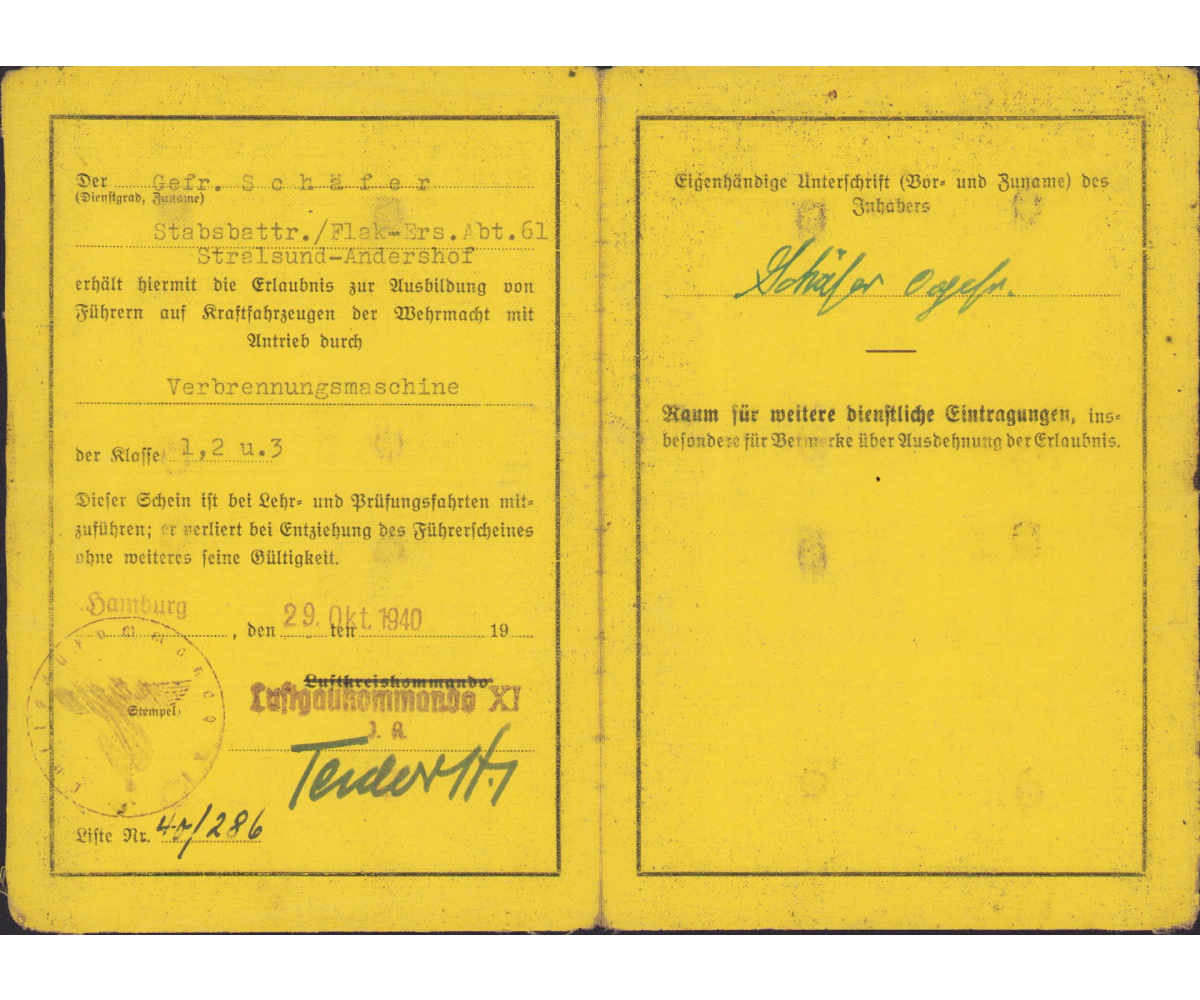 Der Gefr. Schäfer
(Dienstgrad, Zuname)
Stabsbattr./Flak-Ers.Abt.61
Stralsund-Andershof
erhält hiermit die Erlaubnis zur Ausbildung von
Führern auf Kraftfahrzeugen der Wehrmacht mit
Antrieb durch
Verbrennungsmaschine
der Klasse 1,2 u.3
Dieser Schein ist bei Lehr- und Prüfungsfahrten mit-
zuführen; er verliert bei Entziehung des Führerscheines
ohne weiteres seine Gültigkeit.
Hamburg, den 29. Okt. 1940 ten 19
Luftkreiskommando
Luftgaukommando XI
J. A.
(Stempel)
Liste Nr. /286
Eigenhändige Unterschrift (Vor- und Zuname) des
Inhabers
Schäfer Ogefr.
Raum für weitere dienstliche Eintragungen, ins-
besondere für Vermerke über Ausdehnung der Erlaubnis.